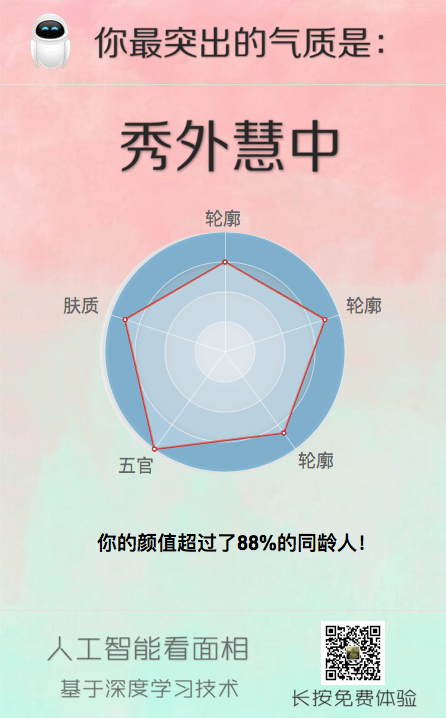 你最突出的气质是：
秀外慧中
轮廓
肤质
轮廓
五官
轮廓
你的颜值超过了88%的同龄人！
人工智能看面相
基于深度学习技术
长按免费体验